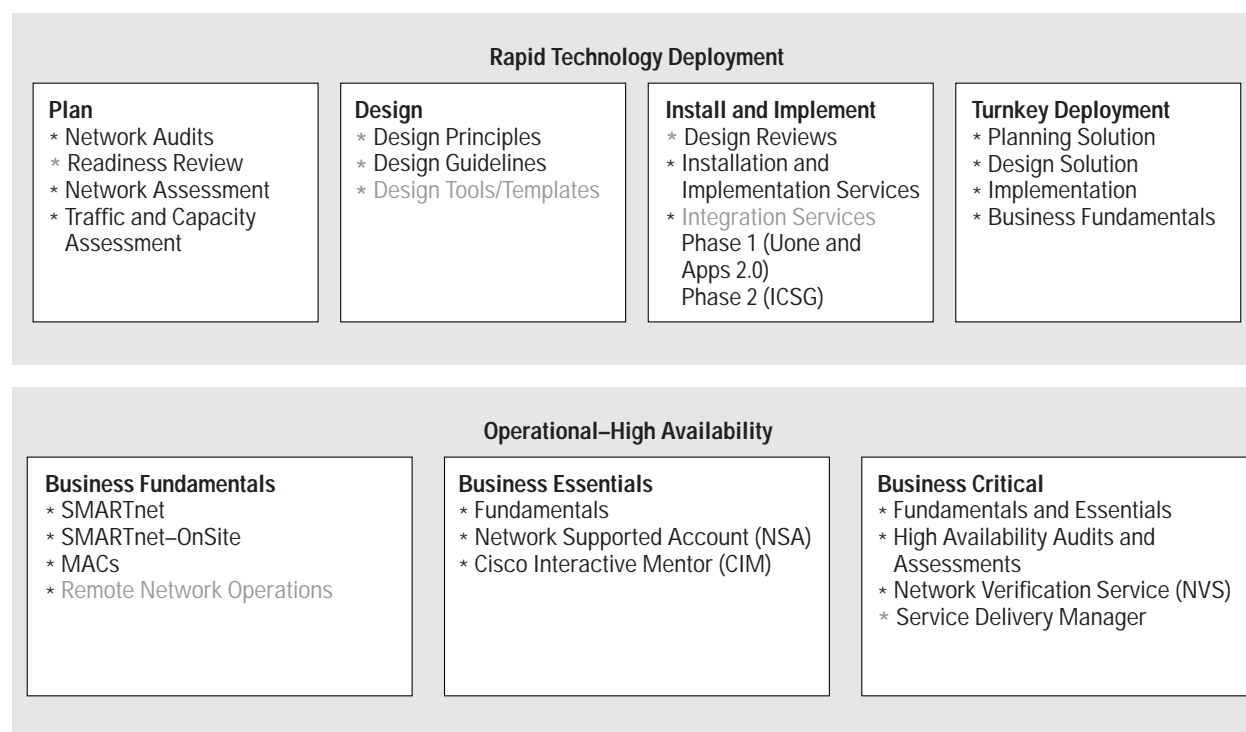 Rapid Technology Deployment
Plan
* Network Audits
* Readiness Review
* Network Assessment
* Traffic and Capacity
Assessment
Design
* Design Principles
* Design Guidelines
* Design Tools/Templates
Install and Implement
* Design Reviews
* Installation and
Implementation Services
* Integration Services
Phase 1 (Uone and
Apps 2.0)
Phase 2 (ICSG)
Turnkey Deployment
* Planning Solution
* Design Solution
* Implementation
* Business Fundamentals
Operational–High Availability
Business Fundamentals
* SMARTnet
* SMARTnet–OnSite
* MACs
* Remote Network Operations
Business Essentials
* Fundamentals
* Network Supported Account (NSA)
* Cisco Interactive Mentor (CIM)
Business Critical
* Fundamentals and Essentials
* High Availability Audits and
Assessments
* Network Verification Service (NVS)
* Service Delivery Manager